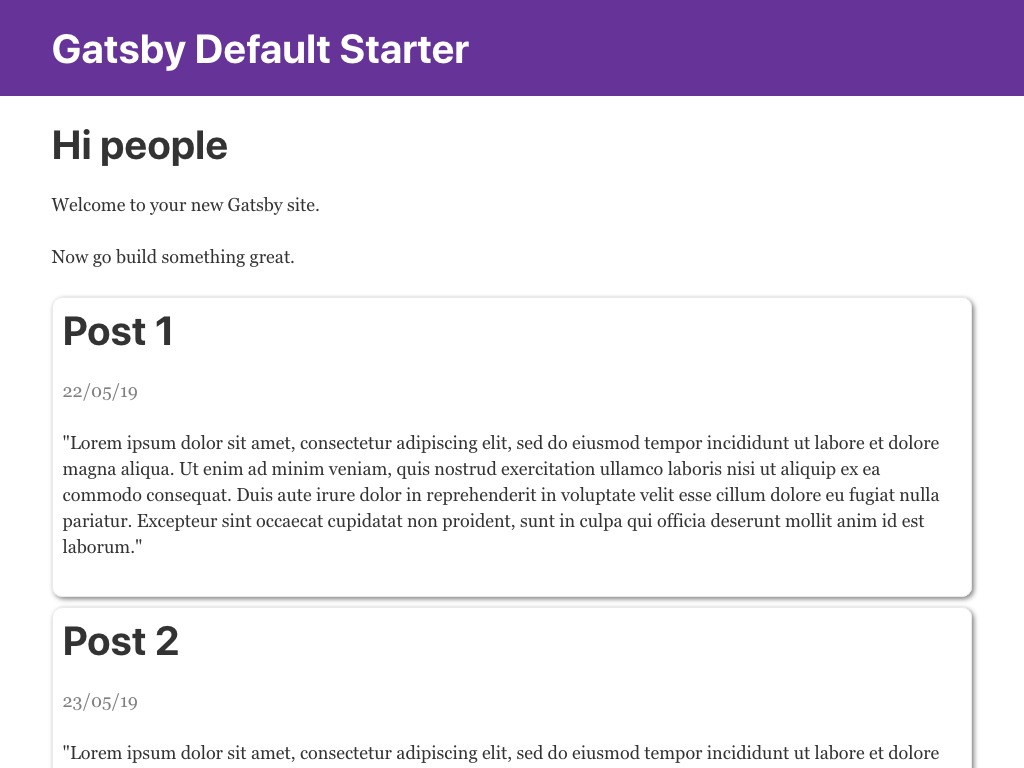 Gatsby Default Starter
Hi people
Welcome to your new Gatsby site.
Now go build something great.
Post 1
22/05/19
"Lorem ipsum dolor sit amet, consectetur adipiscing elit, sed do eiusmod tempor incididunt ut labore et dolore
magna aliqua. Ut enim ad minim veniam, quis nostrud exercitation ullamco laboris nisi ut aliquip ex ea
commodo consequat. Duis aute irure dolor in reprehenderit in voluptate velit esse cillum dolore eu fugiat nulla
pariatur. Excepteur sint occaecat cupidatat non proident, sunt in culpa qui officia deserunt mollit anim id est
laborum."
Post 2
23/05/19
"Lorem ipsum dolor sit amet, consectetur adipiscing elit, sed do eiusmod tempor incididunt ut labore et dolore